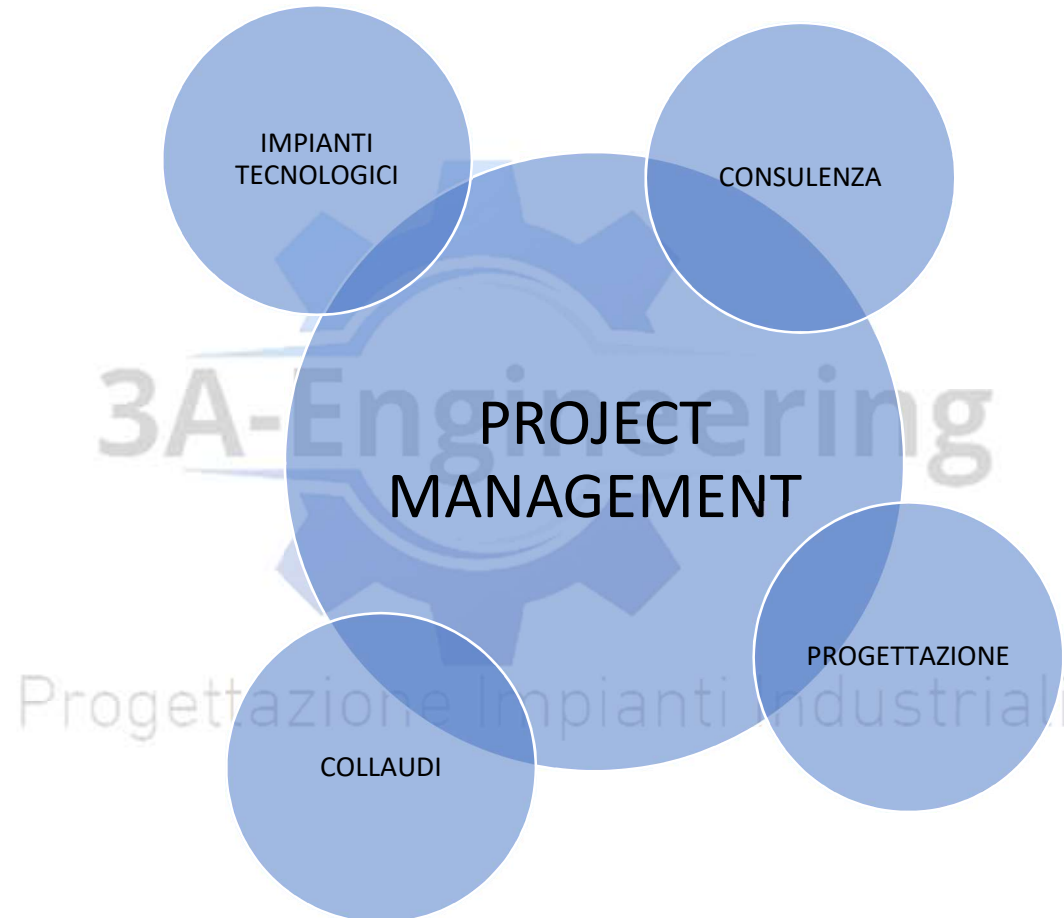 IMPIANTI
TECNOLOGICI
CONSULENZA
3A-Engineering
PROJECT
MANAGEMENT
PROGETTAZIONE
Progettazione Impianti Industriali
COLLAUDI